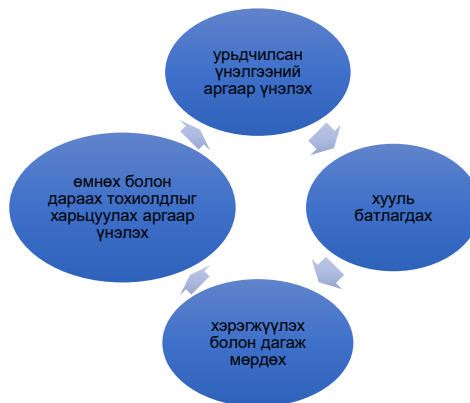 урьдчилсан
үнэлгээний
аргаар үнэлэх
хууль
батлагдах
хэрэгжүүлэх
болон дагаж
мөрдөх
өмнөх болон
дараах тохиолдлыг
харьцуулах аргаар
үнэлэх